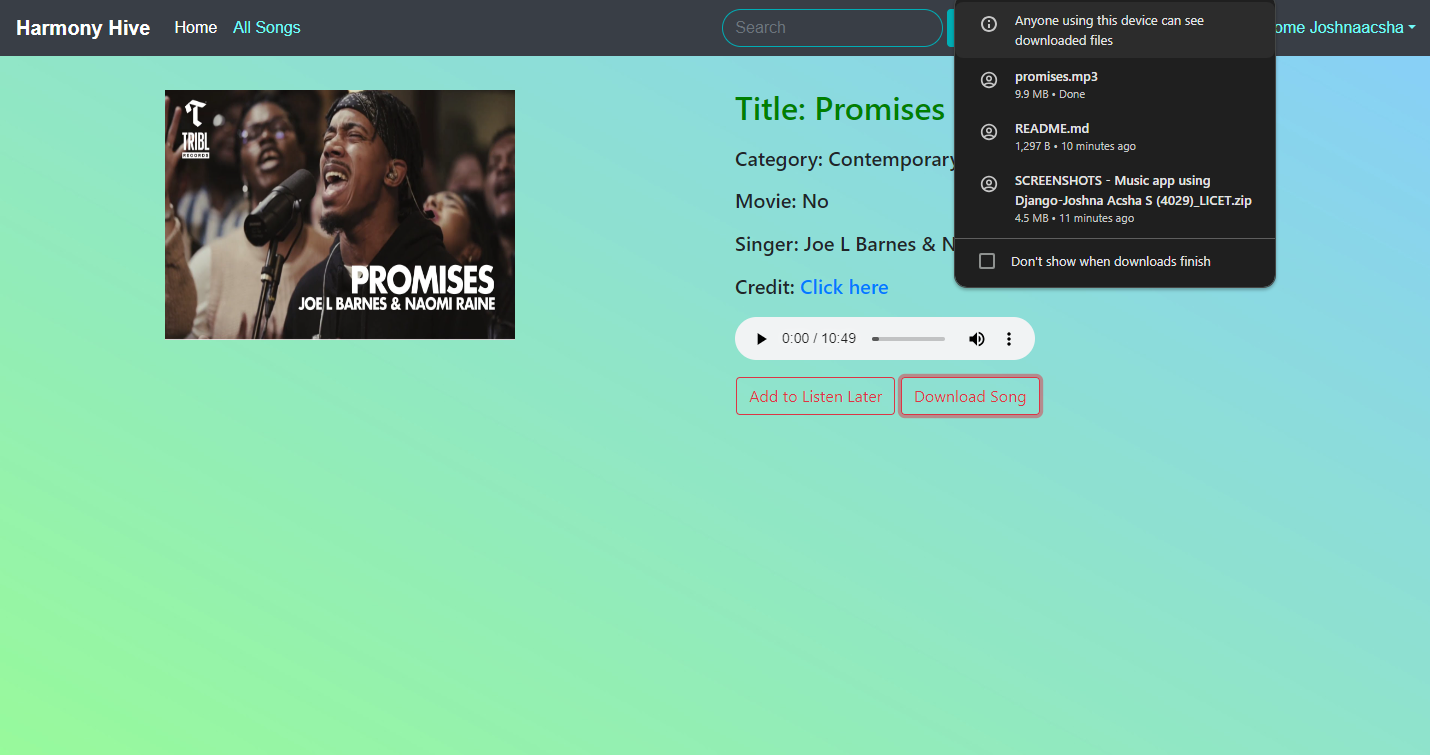 Harmony Hive Home All Songs Search ome Joshnaacsha
Anyone using this device can see
downloaded files
promises.mp3
9.9 MB • Done
README.md
1,297 B • 10 minutes ago
SCREENSHOTS - Music app using
Django-Joshna Acsha S (4029)_LICET.zip
4.5 MB • 11 minutes ago
Don't show when downloads finish
TRIBL
RECORDS
PROMISES
JOE L BARNES & NAOMI RAINE
Title: Promises
Category: Contemporary
Movie: No
Singer: Joe L Barnes & N
Credit: Click here
0:00 / 10:49
Add to Listen Later Download Song